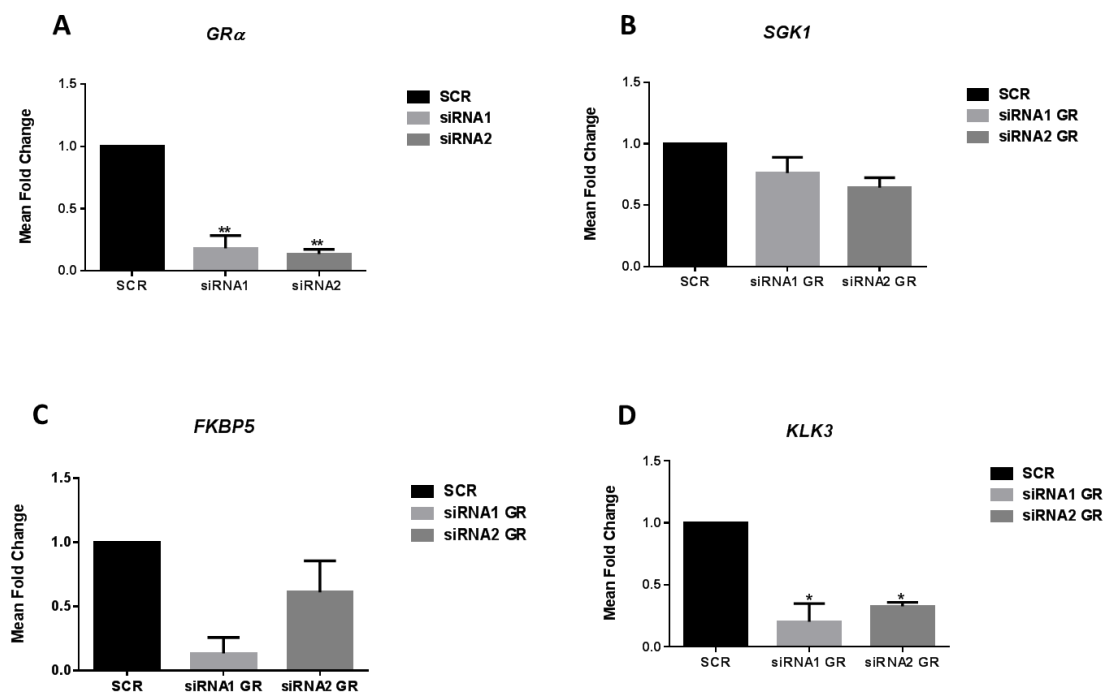 A
GRα
1.5
1.0
0.5
0.0
Mean Fold Change
SCR
siRNA1
siRNA2
**
**
SCR
siRNA1
siRNA2
B
SGK1
1.5
1.0
0.5
0.0
Mean Fold Change
SCR
siRNA1 GR
siRNA2 GR
SCR
siRNA1 GR
siRNA2 GR
C
FKBP5
1.5
1.0
0.5
0.0
Mean Fold Change
SCR
siRNA1 GR
siRNA2 GR
SCR
siRNA1 GR
siRNA2 GR
D
KLK3
1.5
1.0
0.5
0.0
Mean Fold Change
SCR
siRNA1 GR
siRNA2 GR
*
*
SCR
siRNA1 GR
siRNA2 GR